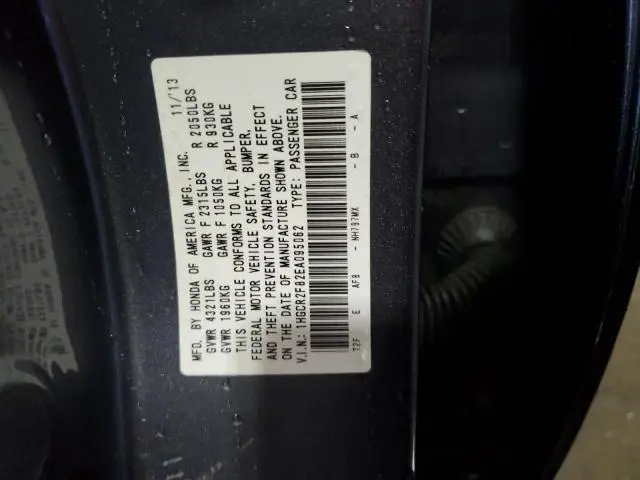 MFD. BY HONDA OF AMERICA MFG., INC. 11/'13
GVWR 4321LBS GAWR F 2315LBS R 2050LBS
GVWR 1960KG GAWR F 1050KG R 930KG
THIS VEHICLE CONFORMS TO ALL APPLICABLE
FEDERAL MOTOR VEHICLE SAFETY, BUMPER,
AND THEFT PREVENTION STANDARDS IN EFFECT
ON THE DATE OF MANUFACTURE SHOWN ABOVE.
V.I.N.: 1HGCR2F82EA095062 TYPE: PASSENGER CAR
T2F E AF8 - NH797MX - B - A